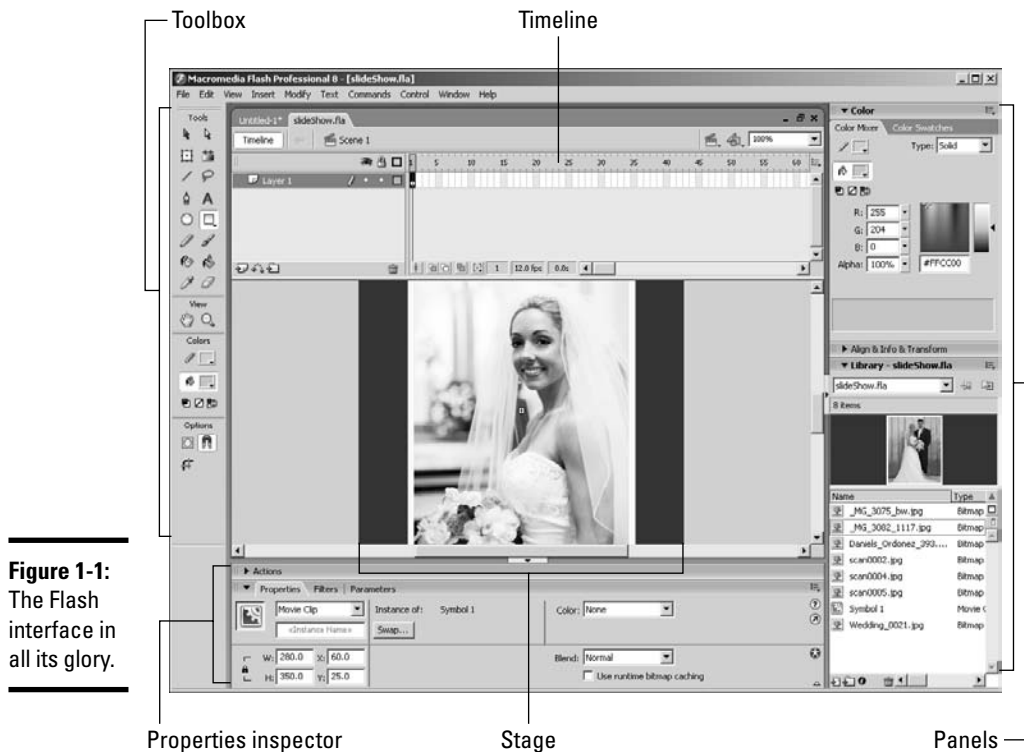 Toolbox
Timeline
Macromedia Flash Professional 8 - [slideShow.fla]
File Edit View Insert Modify Text Commands Control Window Help
Tools
View
Colors
Options
Untitled-1* slideShow.fla
Timeline Scene 1 100%
1 5 10 15 20 25 30 35 40 45 50 55 60
Layer 1
1 12.0 fps 0.0s
Color
Color Mixer Color Swatches
Type: Solid
R: 255
G: 204
B: 0
Alpha: 100% #FFCC00
Align & Info & Transform
Library - slideShow.fla
slideShow.fla
8 items
Name Type
_MG_3075_bw.jpg Bitmap
_MG_3082_1117.jpg Bitmap
Daniels_Ordonez_393.... Bitmap
scan0002.jpg Bitmap
scan0004.jpg Bitmap
scan0005.jpg Bitmap
Symbol 1 Movie C
Wedding_0021.jpg Bitmap
Actions
Properties Filters Parameters
Movie Clip Instance of: Symbol 1 Color: None
<Instance Name> Swap...
W: 280.0 X: 60.0 Blend: Normal
H: 350.0 Y: 25.0 Use runtime bitmap caching
Figure 1-1:
The Flash
interface in
all its glory.
Properties inspector
Stage
Panels